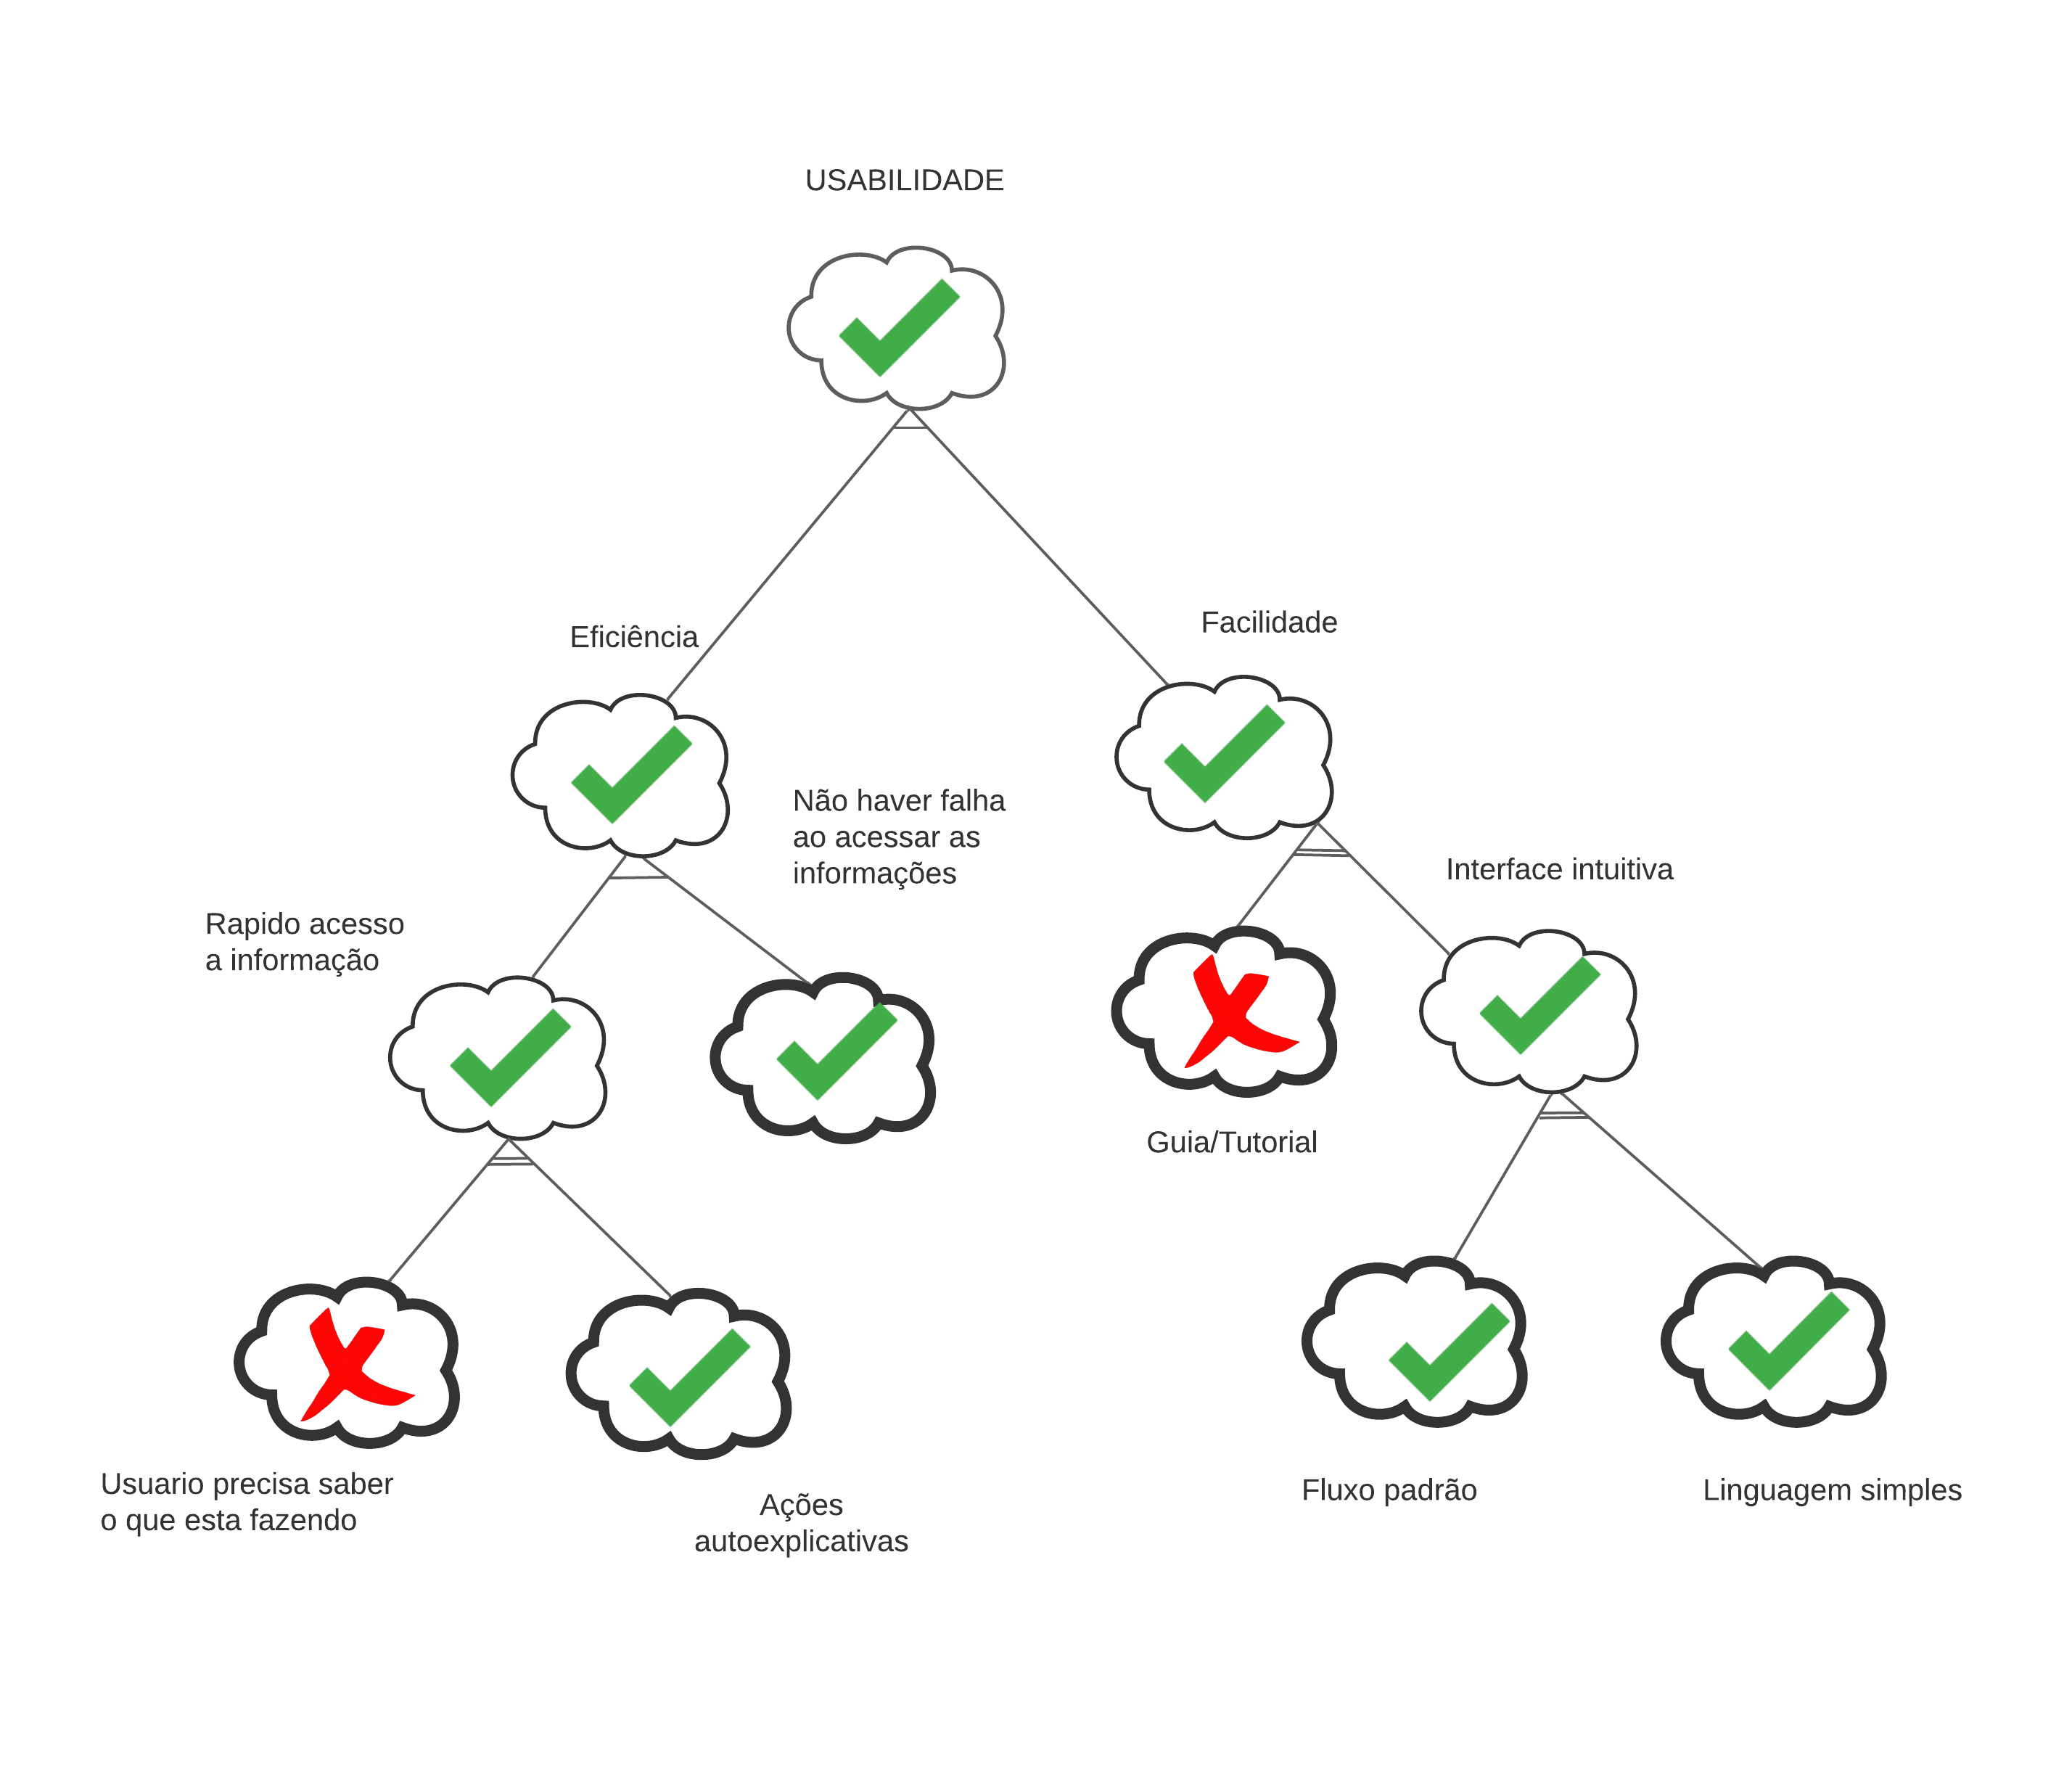 USABILIDADE
Eficiência
Facilidade
Não haver falha
ao acessar as
informações
Interface intuitiva
Rapido acesso
a informação
Guia/Tutorial
Usuario precisa saber
o que esta fazendo
Ações
autoexplicativas
Fluxo padrão
Linguagem simples